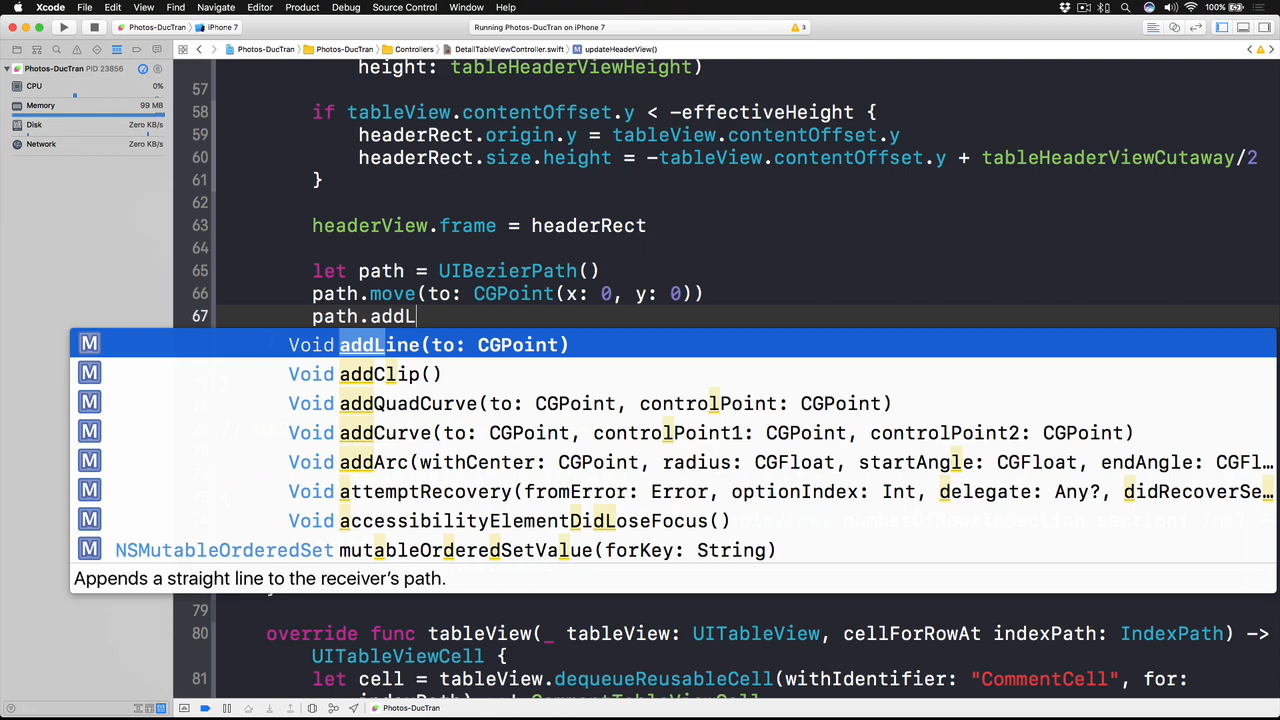 Xcode File Edit View Find Navigate Editor Product Debug Source Control Window Help 100%
Photos-DucTran iPhone 7 Running Photos-DucTran on iPhone 7 3
Photos-DucTran Photos-DucTran Controllers DetailTableViewController.swift M updateHeaderView()
Photos-DucTran PID 23856
CPU 0%
Memory 99 MB
Disk Zero KB/s
Network Zero KB/s
height: tableHeaderViewHeight)
57
58 if tableView.contentOffset.y < -effectiveHeight {
59 headerRect.origin.y = tableView.contentOffset.y
60 headerRect.size.height = -tableView.contentOffset.y + tableHeaderViewCutaway/2
61 }
62
63 headerView.frame = headerRect
64
65 let path = UIBezierPath()
66 path.move(to: CGPoint(x: 0, y: 0))
67 path.addL
M Void addLine(to: CGPoint)
M Void addClip()
M Void addQuadCurve(to: CGPoint, controlPoint: CGPoint)
M Void addCurve(to: CGPoint, controlPoint1: CGPoint, controlPoint2: CGPoint)
M Void addArc(withCenter: CGPoint, radius: CGFloat, startAngle: CGFloat, endAngle: CGFl...
M Void attemptRecovery(fromError: Error, optionIndex: Int, delegate: Any?, didRecoverSe...
M Void accessibilityElementDidLoseFocus()
M NSMutableOrderedSet mutableOrderedSetValue(forKey: String)
Appends a straight line to the receiver's path.
79
80 override func tableView(_ tableView: UITableView, cellForRowAt indexPath: IndexPath) ->
UITableViewCell {
81 let cell = tableView.dequeueReusableCell(withIdentifier: "CommentCell", for:
Photos-DucTran